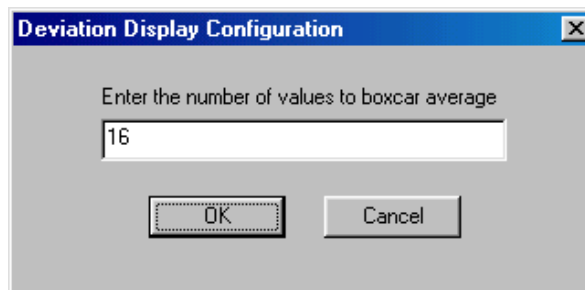 Deviation Display Configuration
Enter the number of values to boxcar average
16
OK
Cancel